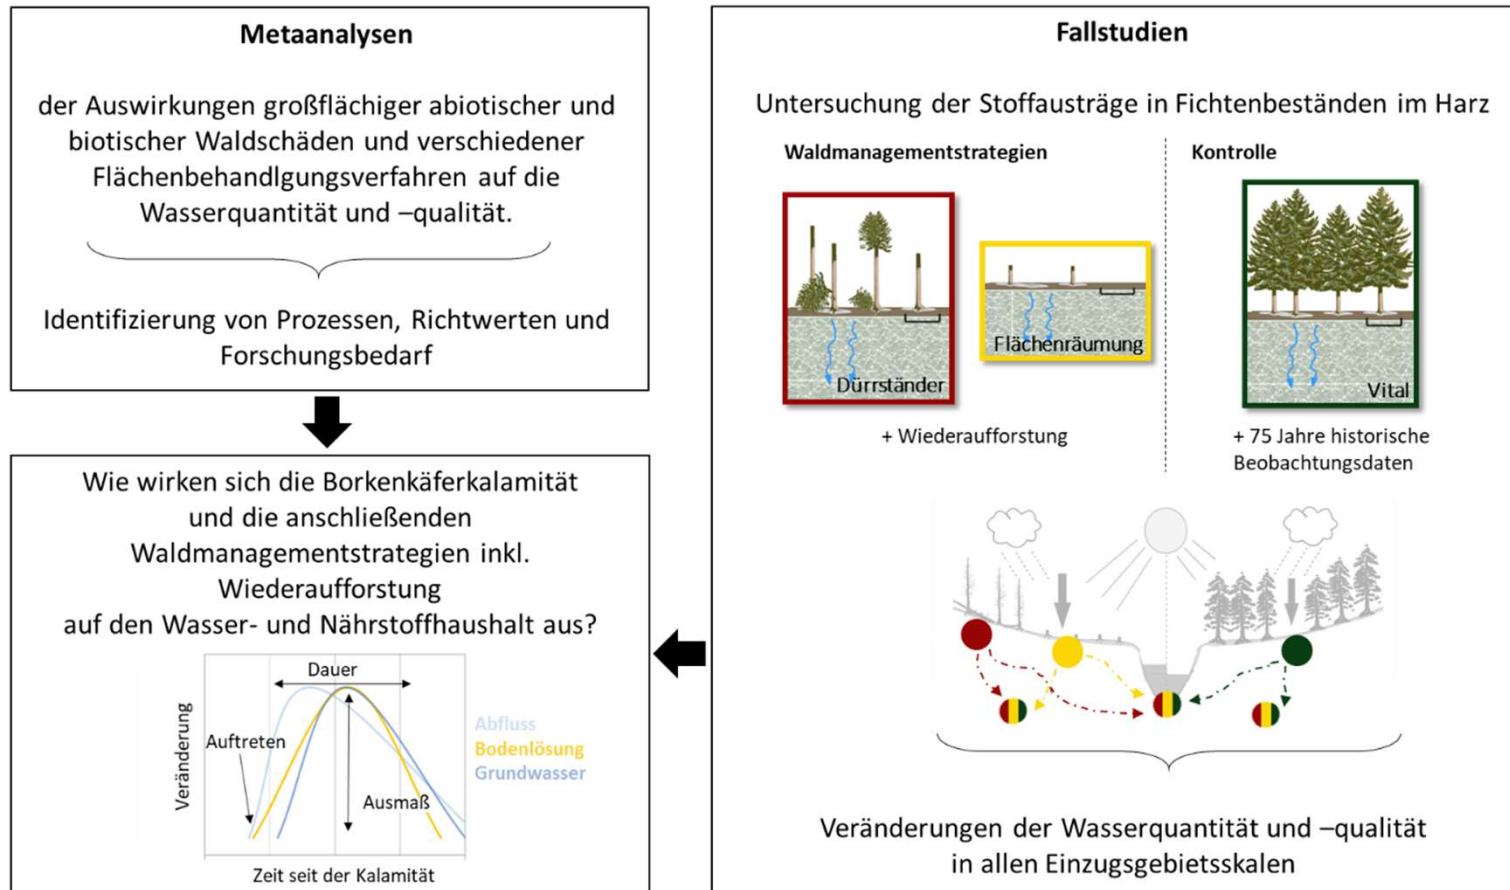 Metaanalysen
der Auswirkungen großflächiger abiotischer und
biotischer Waldschäden und verschiedener
Flächenbehandlgungsverfahren auf die
Wasserquantität und –qualität.
Identifizierung von Prozessen, Richtwerten und
Forschungsbedarf
Wie wirken sich die Borkenkäferkalamität
und die anschließenden
Waldmanagementstrategien inkl.
Wiederaufforstung
auf den Wasser- und Nährstoffhaushalt aus?
Dauer
Veränderung
Auftreten
Ausmaß
Abfluss
Bodenlösung
Grundwasser
Zeit seit der Kalamität
Fallstudien
Untersuchung der Stoffausträge in Fichtenbeständen im Harz
Waldmanagementstrategien
Kontrolle
Dürrständer
Flächenräumung
Vital
+ Wiederaufforstung
+ 75 Jahre historische
Beobachtungsdaten
Veränderungen der Wasserquantität und –qualität
in allen Einzugsgebietsskalen